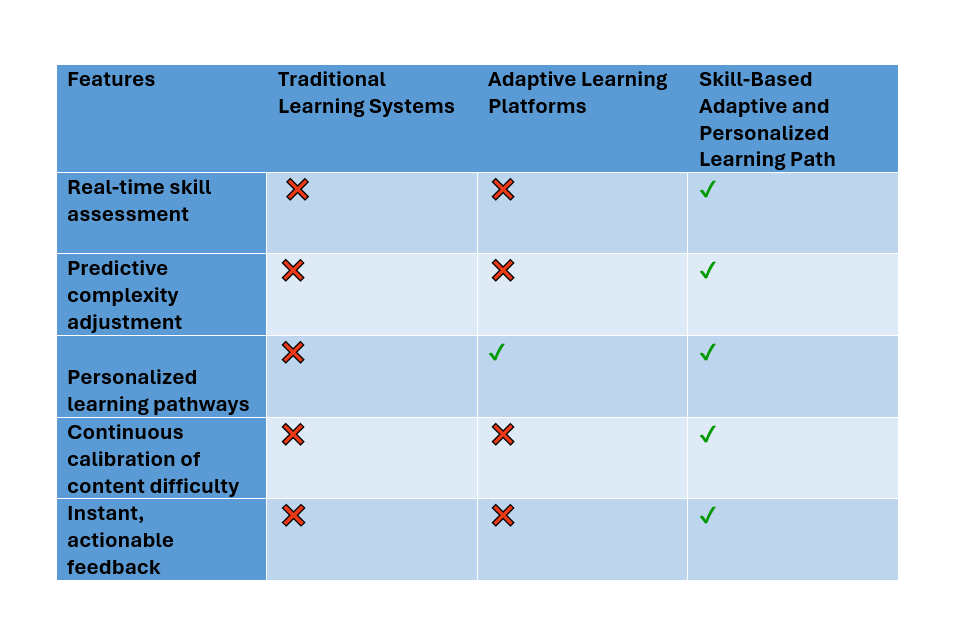 Features
Traditional
Learning Systems
Adaptive Learning
Platforms
Skill-Based
Adaptive and
Personalized
Learning Path
Real-time skill
assessment
❌
❌
✓
Predictive
complexity
adjustment
❌
❌
✓
Personalized
learning pathways
❌
✓
✓
Continuous
calibration of
content difficulty
❌
❌
✓
Instant,
actionable
feedback
❌
❌
✓